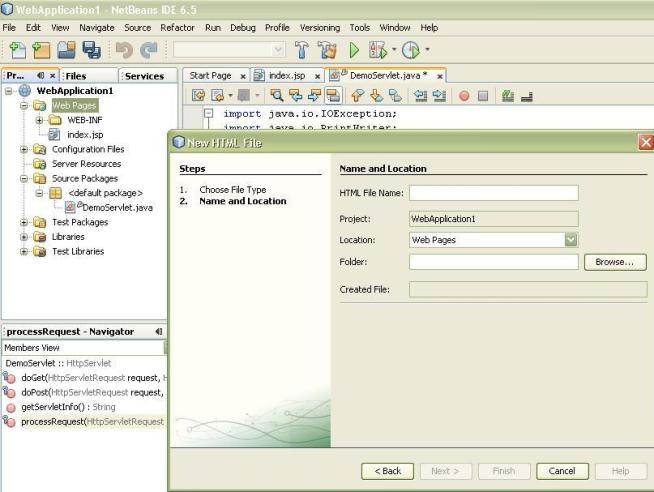 WebApplication1 - NetBeans IDE 6.5
File Edit View Navigate Source Refactor Run Debug Profile Versioning Tools Window Help
Pr... Files Services
Start Page index.jsp DemoServlet.java *
WebApplication1
Web Pages
WEB-INF
index.jsp
Configuration Files
Server Resources
Source Packages
<default package>
DemoServlet.java
Test Packages
Libraries
Test Libraries
import java.io.IOException;
import java.io.PrintWriter;
New HTML File
Steps
1. Choose File Type
2. Name and Location
Name and Location
HTML File Name:
Project: WebApplication1
Location: Web Pages
Folder: Browse...
Created File:
< Back Next > Finish Cancel Help
processRequest - Navigator
Members View
DemoServlet :: HttpServlet
doGet(HttpServletRequest request, H
doPost(HttpServletRequest request,
getServletInfo() : String
processRequest(HttpServletRequest